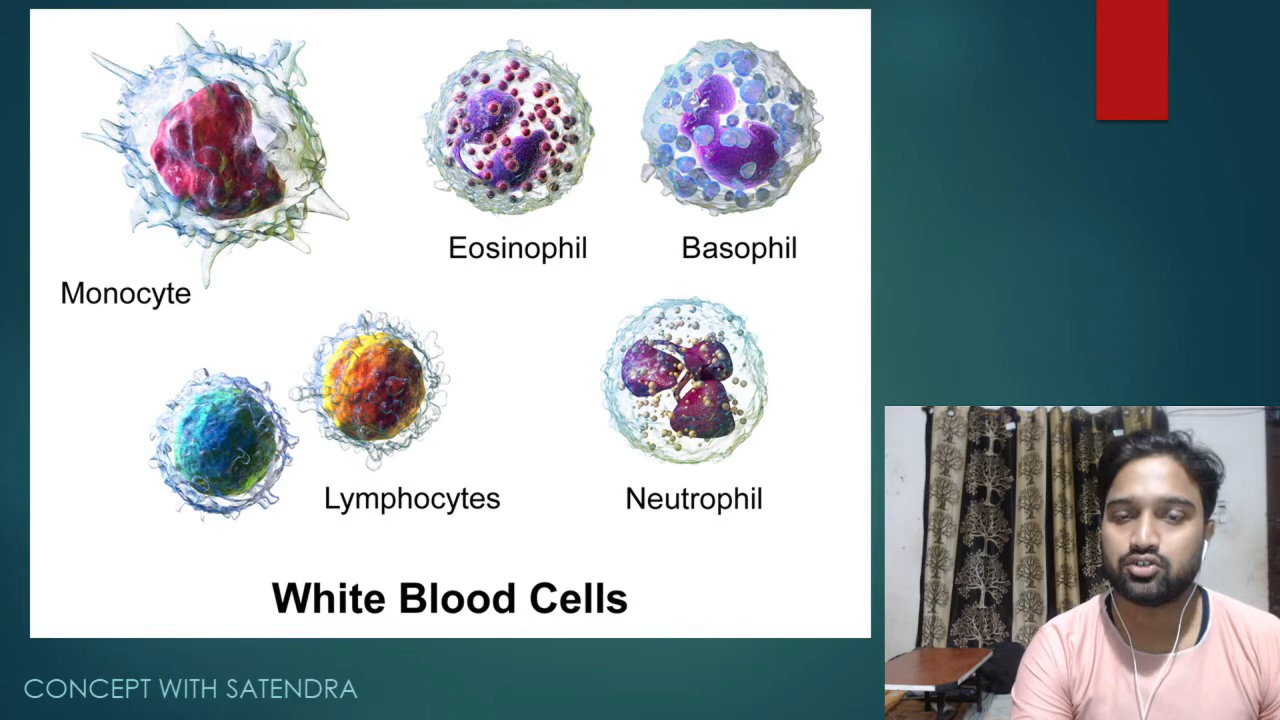 Eosinophil
Basophil
Monocyte
Lymphocytes
Neutrophil
White Blood Cells
CONCEPT WITH SATENDRA